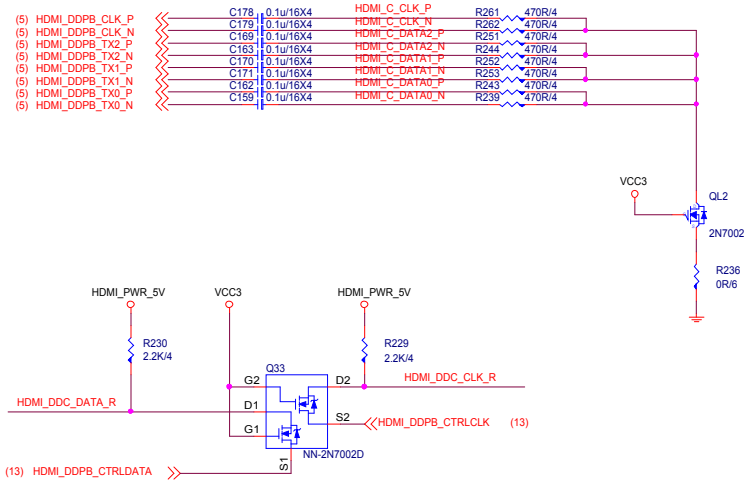 (5) HDMI_DDPB_CLK_P C178 0.1u/16X4 HDMI_C_CLK_P R261 470R/4
(5) HDMI_DDPB_CLK_N C179 0.1u/16X4 HDMI_C_CLK_N R262 470R/4
(5) HDMI_DDPB_TX2_P C169 0.1u/16X4 HDMI_C_DATA2_P R251 470R/4
(5) HDMI_DDPB_TX2_N C163 0.1u/16X4 HDMI_C_DATA2_N R244 470R/4
(5) HDMI_DDPB_TX1_P C170 0.1u/16X4 HDMI_C_DATA1_P R252 470R/4
(5) HDMI_DDPB_TX1_N C171 0.1u/16X4 HDMI_C_DATA1_N R253 470R/4
(5) HDMI_DDPB_TX0_P C162 0.1u/16X4 HDMI_C_DATA0_P R243 470R/4
(5) HDMI_DDPB_TX0_N C159 0.1u/16X4 HDMI_C_DATA0_N R239 470R/4
VCC3
QL2
2N7002
R236
0R/6
HDMI_PWR_5V VCC3 HDMI_PWR_5V
R230
2.2K/4
R229
2.2K/4
Q33
G2 D2 HDMI_DDC_CLK_R
HDMI_DDC_DATA_R D1
S2 HDMI_DDPB_CTRLCLK (13)
G1
NN-2N7002D
S1
(13) HDMI_DDPB_CTRLDATA